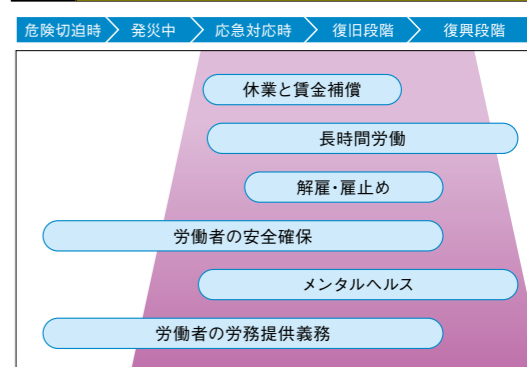 危険切迫時 発災中 応急対応時 復旧段階 復興段階
休業と賃金補償
長時間労働
解雇・雇止め
労働者の安全確保
メンタルヘルス
労働者の労務提供義務